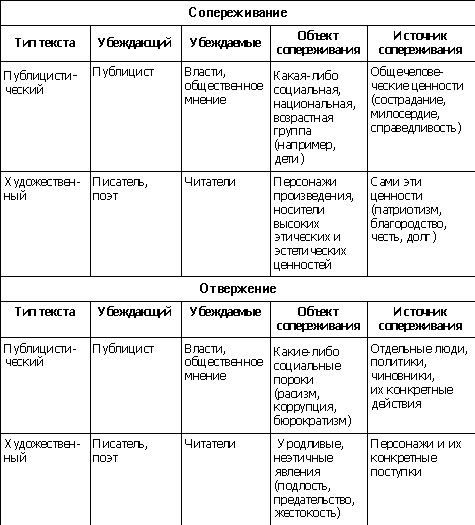 Сопереживание
Тип текста	Убеждающий	Убеждаемые	Объект сопереживания	Источник сопереживания
Публицисти-	Публицист	Власти,	Какая-либо	Общечелове-
ческий		общественное	социальная,	ческие ценности
		мнение	национальная,	(сострадание,
			возрастная	милосердие,
			группа	справедливость)
			(например,
			дети)
Художествен-	Писатель,	Читатели	Персонажи	Сами эти
ный	поэт		произведения,	ценности
			носители	(патриотизм,
			высоких	благородство,
			этических и	честь, долг)
			эстетических
			ценностей
Отвержение
Тип текста	Убеждающий	Убеждаемые	Объект сопереживания	Источник сопереживания
Публицисти-	Публицист	Власти,	Какие-либо	Отдельные люди,
ческий		общественное	социальные	политики,
		мнение	пороки	чиновники,
			(расизм,	их конкретные
			коррупция,	действия
			бюрократизм)
Художествен-	Писатель,	Читатели	Уродливые,	Персонажи и их
ный	поэт		неэтичные	конкретные
			явления	поступки
			(подлость,
			предательство,
			жестокость)